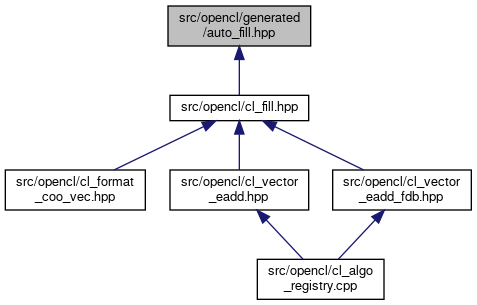 src/opencl/generated
/auto_fill.hpp
src/opencl/cl_fill.hpp
src/opencl/cl_format
_coo_vec.hpp
src/opencl/cl_vector
_eadd.hpp
src/opencl/cl_vector
_eadd_fdb.hpp
src/opencl/cl_algo
_registry.cpp